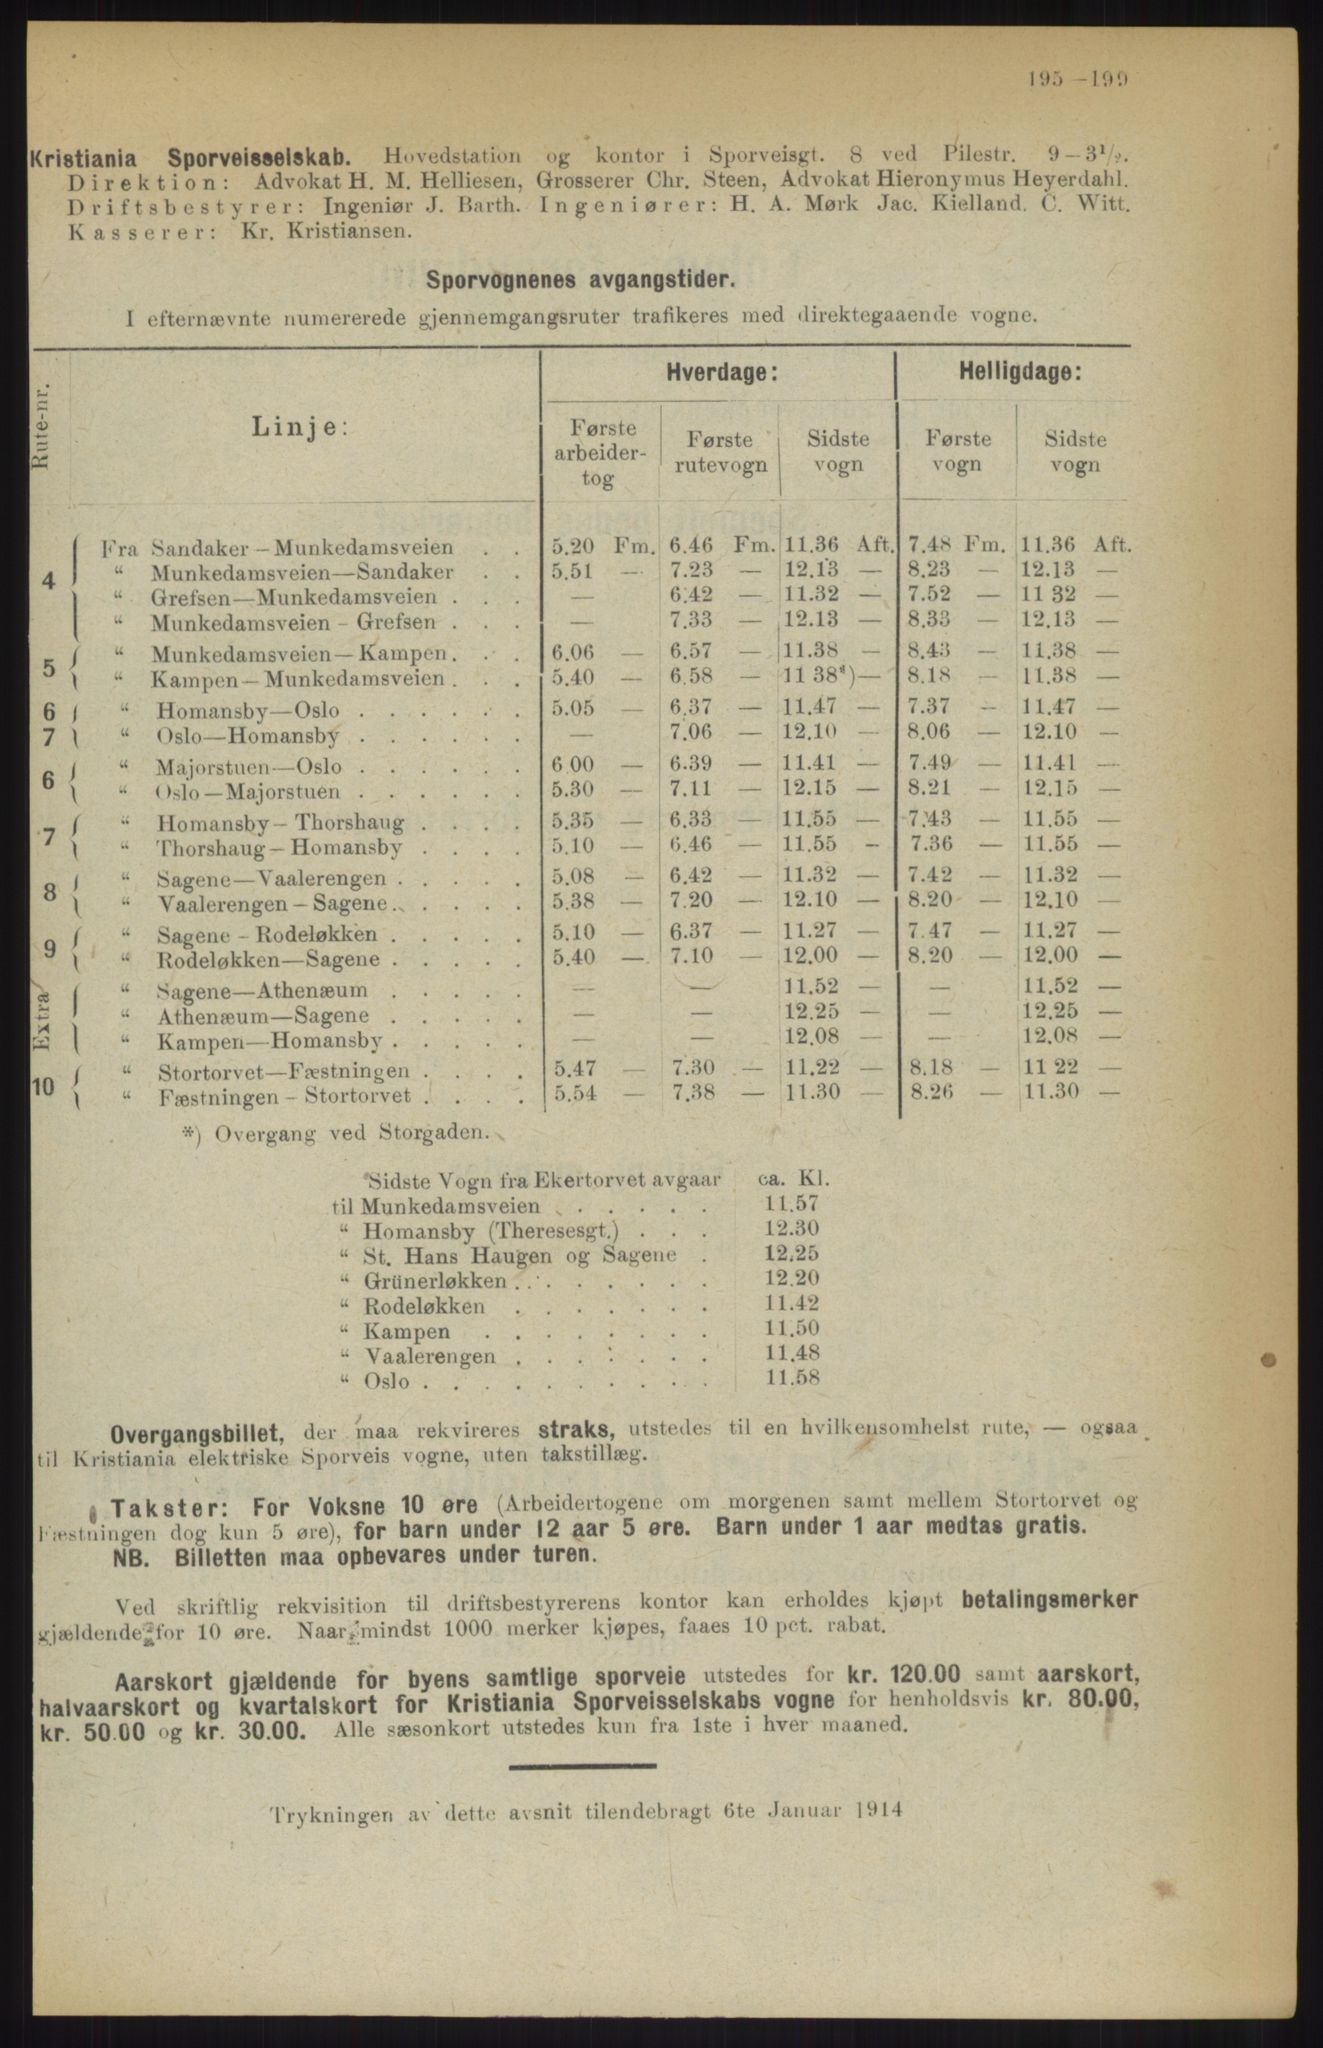 195—199
Kristiania Sporveisselskab. Hovedstation og kontor i Sporveisgt. 8 ved Pilestr. 9—3½.
Direktion: Advokat H. M. Helliesen, Grosserer Chr. Steen, Advokat Hieronymus Heyerdahl.
Driftsbestyrer: Ingeniør J. Barth. Ingeniører: H. A. Mørk Jac. Kielland. C. Witt.
Kasserer: Kr. Kristiansen.
Sporvognenes avgangstider.
I efternævnte numererede gjennemgangsruter trafikeres med direktegaaende vogne.
Rute-nr. Linje: Hverdage: Helligdage:
Første arbeider-tog Første rutevogn Sidste vogn Første vogn Sidste vogn
4 Fra Sandaker—Munkedamsveien . . 5.20 Fm. 6.46 Fm. 11.36 Aft. 7.48 Fm. 11.36 Aft.
“ Munkedamsveien—Sandaker . . 5.51 — 7.23 — 12.13 — 8.23 — 12.13 —
“ Grefsen—Munkedamsveien . . . — 6.42 — 11.32 — 7.52 — 11 32 —
“ Munkedamsveien—Grefsen . . . — 7.33 — 12.13 — 8.33 — 12.13 —
5 “ Munkedamsveien—Kampen . . . 6.06 — 6.57 — 11.38 — 8.43 — 11.38 —
“ Kampen—Munkedamsveien . . . 5.40 — 6.58 — 11 38*)— 8.18 — 11.38 —
6 “ Homansby—Oslo . . . . . . 5.05 — 6.37 — 11.47 — 7.37 — 11.47 —
7 “ Oslo—Homansby . . . . . . — 7.06 — 12.10 — 8.06 — 12.10 —
6 “ Majorstuen—Oslo . . . . . . 6 00 — 6.39 — 11.41 — 7.49 — 11.41 —
“ Oslo—Majorstuen . . . . . . 5.30 — 7.11 — 12.15 — 8.21 — 12.15 —
7 “ Homansby—Thorshaug . . . . 5.35 — 6.33 — 11.55 — 7.43 — 11.55 —
“ Thorshaug—Homansby . . . . 5.10 — 6.46 — 11.55 — 7.36 — 11.55 —
8 “ Sagene—Vaalerengen . . . . . 5.08 — 6.42 — 11.32 — 7.42 — 11.32 —
“ Vaalerengen—Sagene . . . . . 5.38 — 7.20 — 12.10 — 8.20 — 12.10 —
9 “ Sagene—Rodeløkken . . . . . 5.10 — 6.37 — 11.27 — 7.47 — 11.27 —
“ Rodeløkken—Sagene . . . . . 5.40 — 7.10 — 12.00 — 8.20 — 12.00 —
Extra “ Sagene—Athenæum . . . . . — — 11.52 — — 11.52 —
“ Athenæum—Sagene . . . . . — — 12.25 — — 12.25 —
“ Kampen—Homansby . . . . . — — 12.08 — — 12.08 —
10 “ Stortorvet—Fæstningen . . . . 5.47 — 7.30 — 11.22 — 8.18 — 11 22 —
“ Fæstningen—Stortorvet . . . . 5.54 — 7.38 — 11.30 — 8.26 — 11.30 —
*) Overgang ved Storgaden.
Sidste Vogn fra Ekertorvet avgaar ca. Kl.
til Munkedamsveien . . . . . 11.57
“ Homansby (Theresesgt.) . . . 12.30
“ St. Hans Haugen og Sagene . 12.25
“ Grünerløkken . . . . . . . 12.20
“ Rodeløkken . . . . . . . 11.42
“ Kampen . . . . . . . . 11.50
“ Vaalerengen . . . . . . . 11.48
“ Oslo . . . . . . . . . . 11.58
Overgangsbillet, der maa rekvireres straks, utstedes til en hvilkensomhelst rute, — ogsaa
til Kristiania elektriske Sporveis vogne, uten takstillæg.
Takster: For Voksne 10 øre (Arbeidertogene om morgenen samt mellem Stortorvet og
Fæstningen dog kun 5 øre), for barn under 12 aar 5 øre. Barn under 1 aar medtas gratis.
NB. Billetten maa opbevares under turen.
Ved skriftlig rekvisition til driftsbestyrerens kontor kan erholdes kjøpt betalingsmerker
gjældende for 10 øre. Naar mindst 1000 merker kjøpes, faaes 10 pct. rabat.
Aarskort gjældende for byens samtlige sporveie utstedes for kr. 120.00 samt aarskort,
halvaarskort og kvartalskort for Kristiania Sporveisselskabs vogne for henholdsvis kr. 80.00,
kr. 50.00 og kr. 30.00. Alle sæsonkort utstedes kun fra 1ste i hver maaned.
Trykningen av dette avsnit tilendebragt 6te Januar 1914